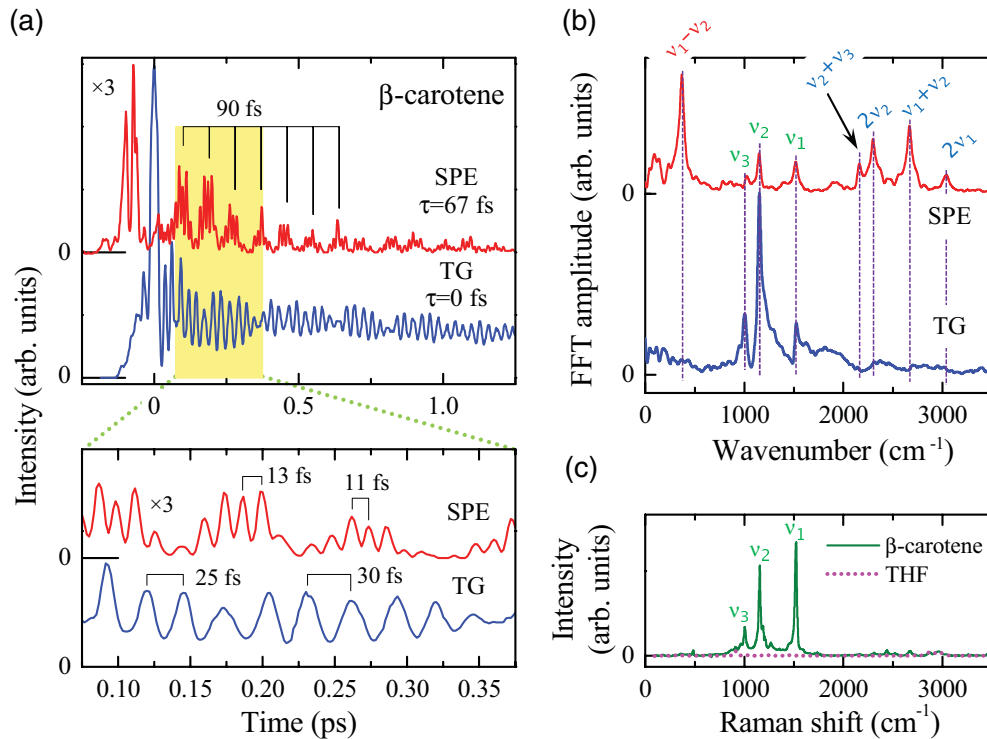 (a)
×3
β-carotene
90 fs
SPE
τ=67 fs
0
TG
τ=0 fs
0
0 0.5 1.0
Intensity (arb. units)
13 fs
×3
11 fs
SPE
0
25 fs
30 fs
TG
0
0.10 0.15 0.20 0.25 0.30 0.35
Time (ps)
(b)
ν₁−ν₂
ν₂+ν₃
2ν₂
ν₁+ν₂
2ν₁
ν₃
ν₂
ν₁
0
SPE
TG
0
FFT amplitude (arb. units)
0 1000 2000 3000
Wavenumber (cm⁻¹)
(c)
ν₁
ν₂
ν₃
β-carotene
THF
0
Intensity
(arb. units)
0 1000 2000 3000
Raman shift (cm⁻¹)